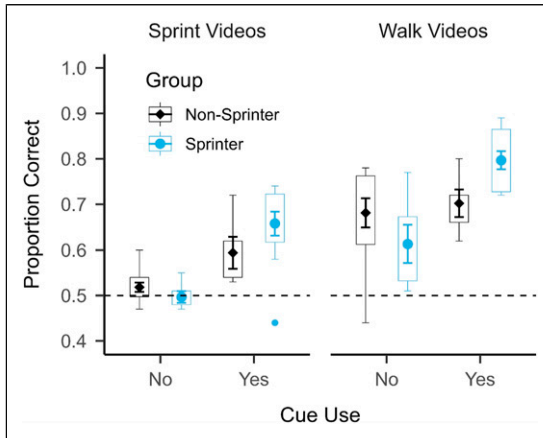 Sprint Videos
Walk Videos
Proportion Correct
1.0
0.9
0.8
0.7
0.6
0.5
0.4
Group
Non-Sprinter
Sprinter
No
Yes
No
Yes
Cue Use